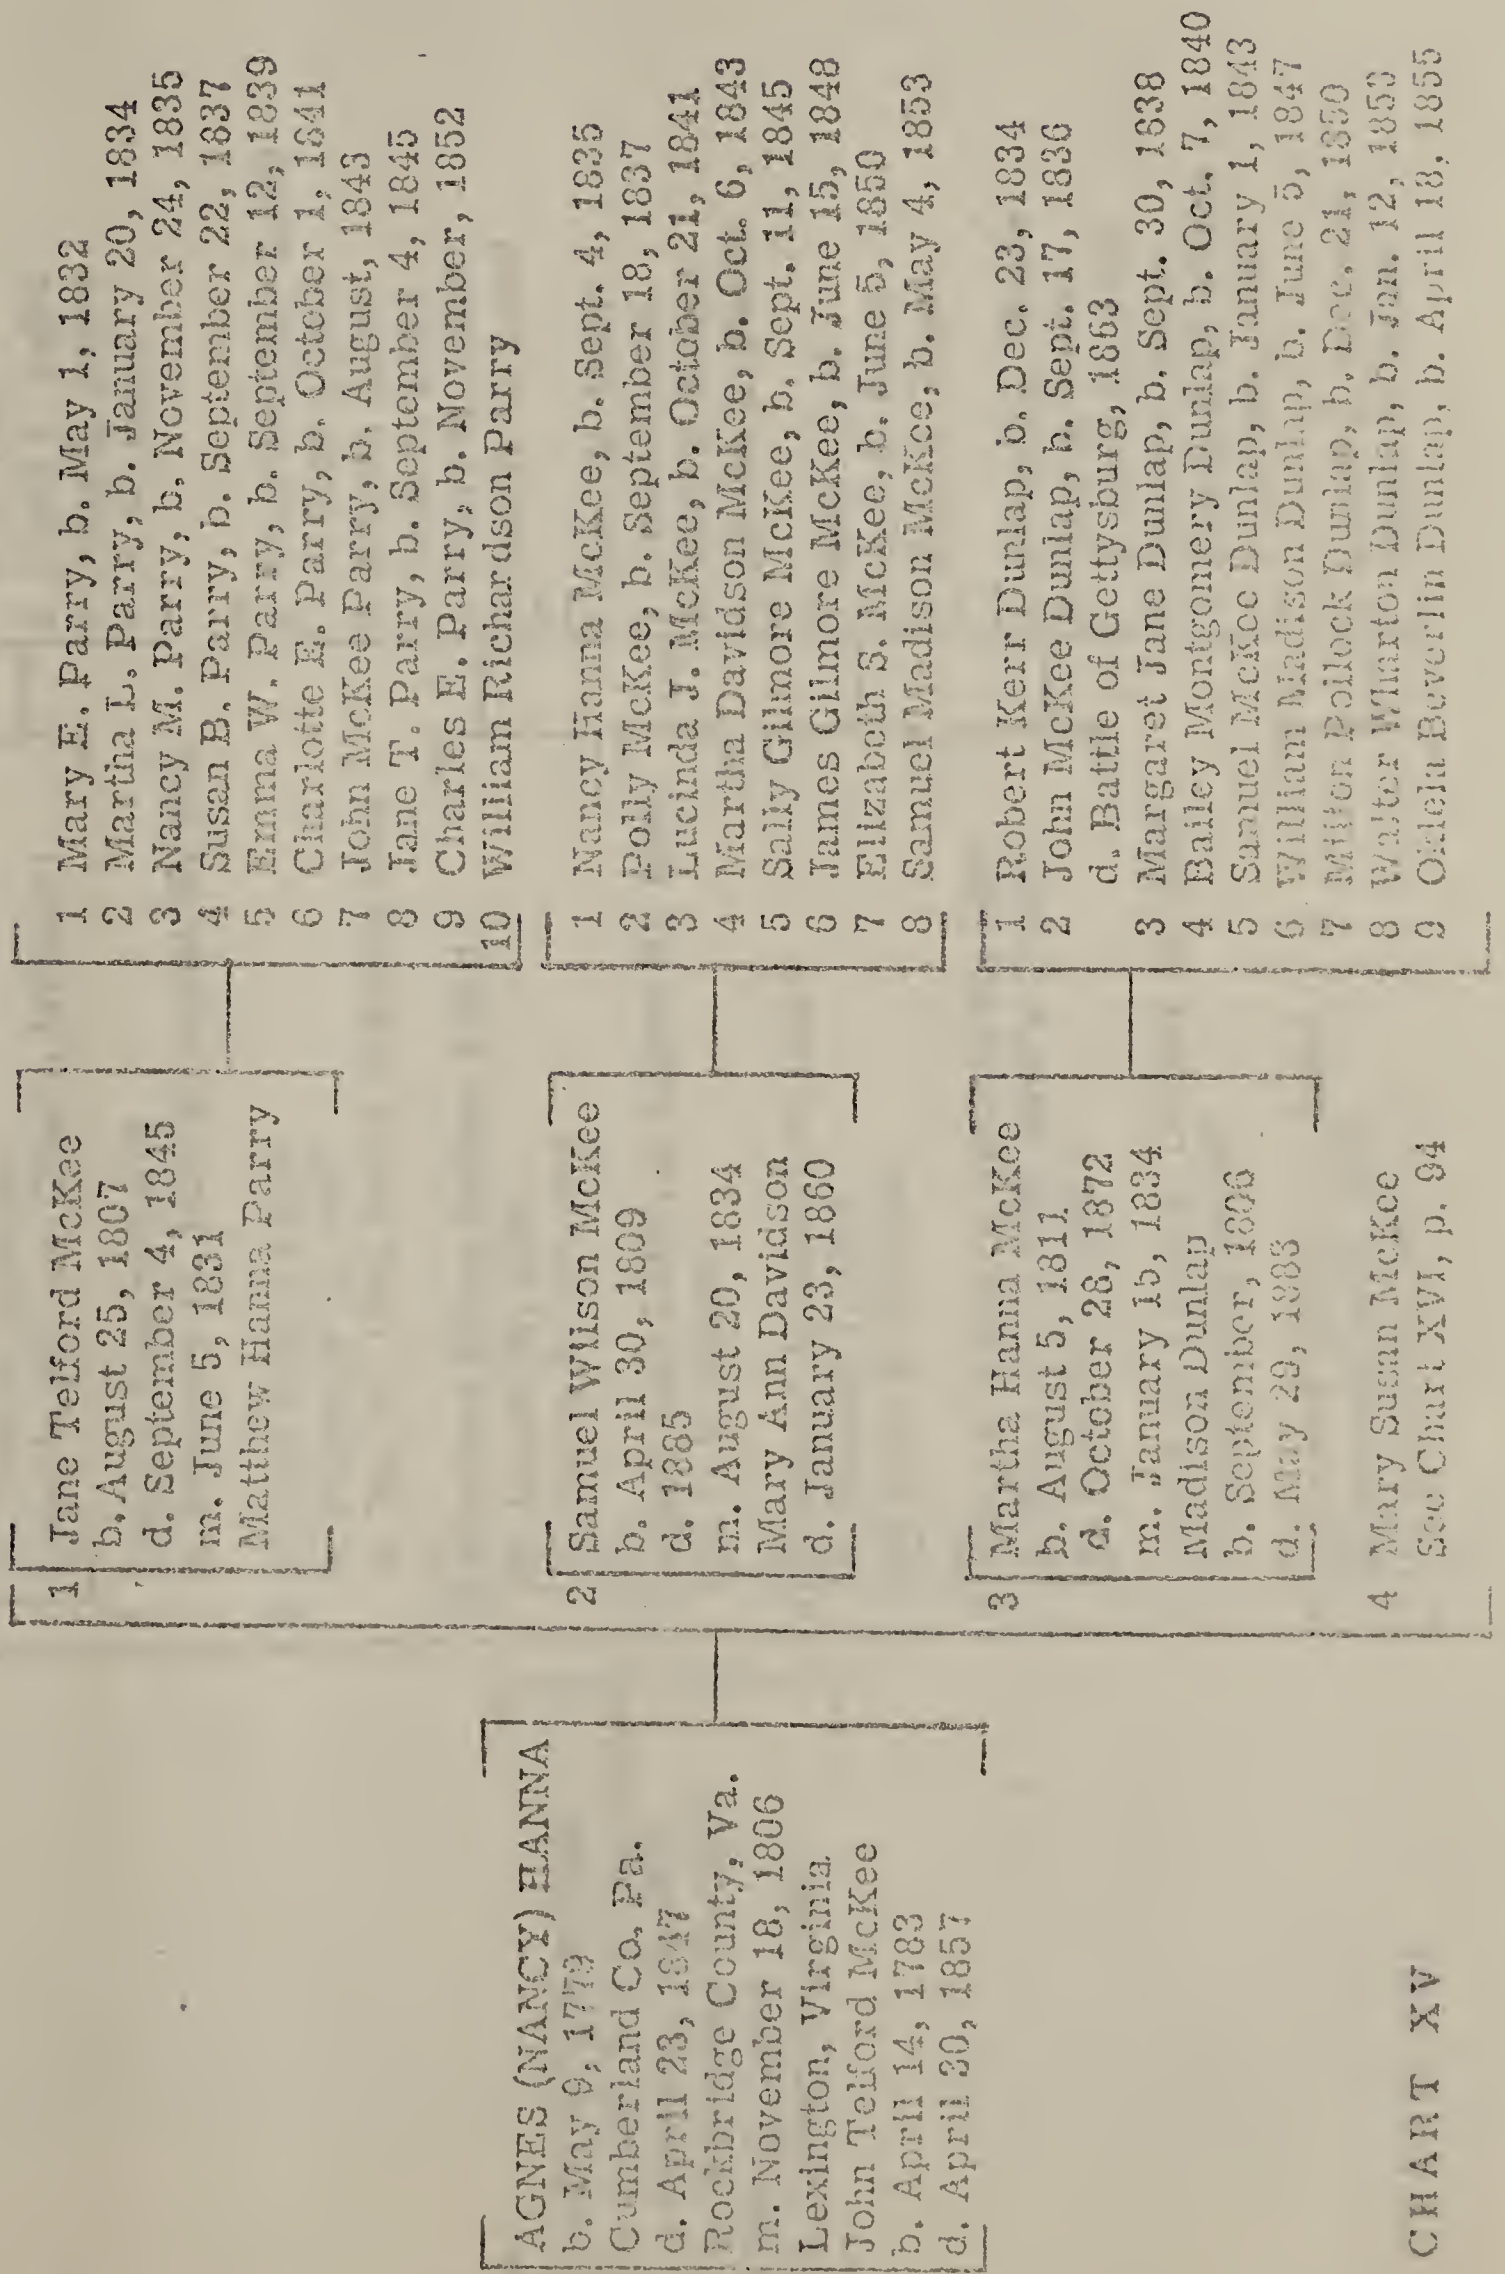 AGNES (NANCY) HANNA
b. May 9, 1779
Cumberland Co. Pa.
d. April 23, 1847
Rockbridge County, Va.
m. November 18, 1806
Lexington, Virginia
John Telford McKee
b. April 14, 1783
d. April 30, 1857
1 Jane Telford McKee
b. August 25, 1807
d. September 4, 1845
m. June 5, 1831
Matthew Hanna Parry
2 Samuel Wilson McKee
b. April 30, 1809
d. 1885
m. August 20, 1834
Mary Ann Davidson
d. January 23, 1860
3 Martha Hanna McKee
b. August 5, 1811
d. October 28, 1872
m. January 15, 1834
Madison Dunlap
b. September, 1806
d. May 29, 1883
4 Mary Susan McKee
See Chart XVI, p. 94
1 Mary E. Parry, b. May 1, 1832
2 Martha L. Parry, b. January 20, 1834
3 Nancy M. Parry, b. November 24, 1835
4 Susan B. Parry, b. September 22, 1837
5 Emma W. Parry, b. September 12, 1839
6 Charlotte E. Parry, b. October 1, 1841
7 John McKee Parry, b. August, 1843
8 Jane T. Parry, b. September 4, 1845
9 Charles E. Parry, b. November, 1852
10 William Richardson Parry
1 Nancy Hanna McKee, b. Sept. 4, 1835
2 Polly McKee, b. September 18, 1837
3 Lucinda J. McKee, b. October 21, 1841
4 Martha Davidson McKee, b. Oct. 6, 1843
5 Sally Gilmore McKee, b. Sept. 11, 1845
6 James Gilmore McKee, b. June 15, 1848
7 Elizabeth S. McKee, b. June 5, 1850
8 Samuel Madison McKee, b. May 4, 1853
1 Robert Kerr Dunlap, b. Dec. 23, 1834
2 John McKee Dunlap, b. Sept. 17, 1836
d. Battle of Gettysburg, 1863
3 Margaret Jane Dunlap, b. Sept. 30, 1838
4 Bailey Montgomery Dunlap, b. Oct. 7, 1840
5 Samuel McKee Dunlap, b. January 1, 1843
6 William Madison Dunlap, b. June 5, 1847
7 Milton Pollock Dunlap, b. Dec. 21, 1850
8 Walter Wharton Dunlap, b. Jan. 12, 1853
9 Beverlin Dunlap, b. April 18, 1855
CHART XV